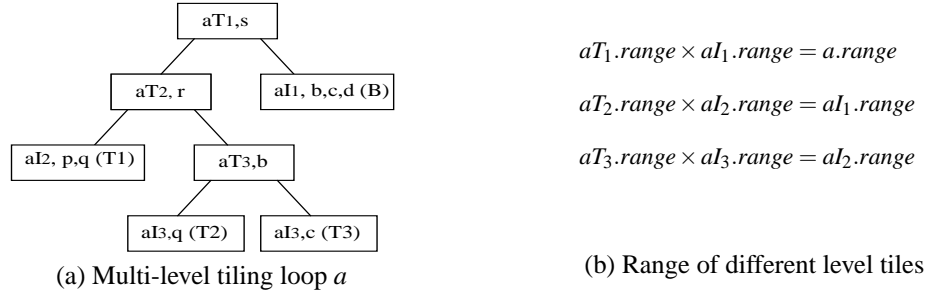 aT1,s
aT2, r
aI1, b,c,d (B)
aI2, p,q (T1)
aT3,b
aI3,q (T2)
aI3,c (T3)
(a) Multi-level tiling loop a
aT1.range × aI1.range = a.range
aT2.range × aI2.range = aI1.range
aT3.range × aI3.range = aI2.range
(b) Range of different level tiles